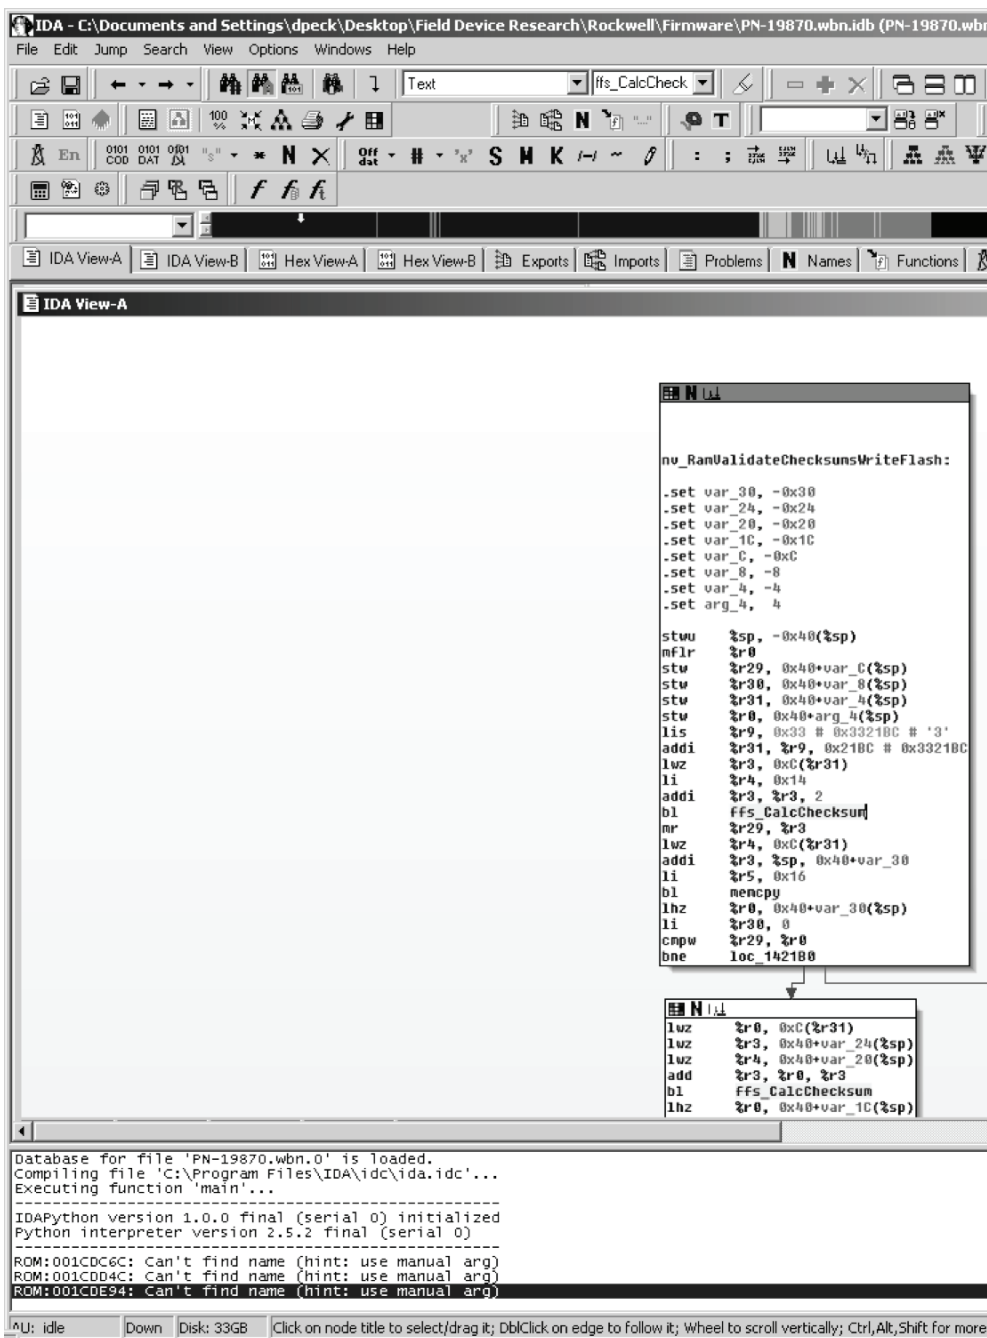 IDA - C:\Documents and Settings\dpeck\Desktop\Field Device Research\Rockwell\Firmware\PN-19870.wbn.idb (PN-19870.wbn
File Edit Jump Search View Options Windows Help
Text ffs_CalcCheck
En
IDA View-A IDA View-B Hex View-A Hex View-B Exports Imports Problems N Names Functions
IDA View-A
nv_RamValidateChecksumsWriteFlash:
.set var_30, -0x30
.set var_24, -0x24
.set var_20, -0x20
.set var_1C, -0x1C
.set var_C, -0xC
.set var_8, -8
.set var_4, -4
.set arg_4, 4
stwu %sp, -0x40(%sp)
mflr %r0
stw %r29, 0x40+var_C(%sp)
stw %r30, 0x40+var_8(%sp)
stw %r31, 0x40+var_4(%sp)
stw %r0, 0x40+arg_4(%sp)
lis %r9, 0x33 # 0x3321BC # '3'
addi %r31, %r9, 0x21BC # 0x3321BC
lwz %r3, 0xC(%r31)
li %r4, 0x14
addi %r3, %r3, 2
bl ffs_CalcChecksum
mr %r29, %r3
lwz %r4, 0xC(%r31)
addi %r3, %sp, 0x40+var_30
li %r5, 0x16
bl memcpy
lhz %r0, 0x40+var_30(%sp)
li %r30, 0
cmpw %r29, %r0
bne loc_1421B0
lwz %r0, 0xC(%r31)
lwz %r3, 0x40+var_24(%sp)
lwz %r4, 0x40+var_20(%sp)
add %r3, %r0, %r3
bl ffs_CalcChecksum
lhz %r0, 0x40+var_1C(%sp)
Database for file 'PN-19870.wbn.0' is loaded.
Compiling file 'C:\Program Files\IDA\idc\ida.idc'...
Executing function 'main'...
IDAPython version 1.0.0 final (serial 0) initialized
Python interpreter version 2.5.2 final (serial 0)
ROM:001CDC6C: Can't find name (hint: use manual arg)
ROM:001CDD4C: Can't find name (hint: use manual arg)
ROM:001CDE94: Can't find name (hint: use manual arg)
AU: idle Down Disk: 33GB Click on node title to select/drag it; DblClick on edge to follow it; Wheel to scroll vertically; Ctrl,Alt,Shift for more